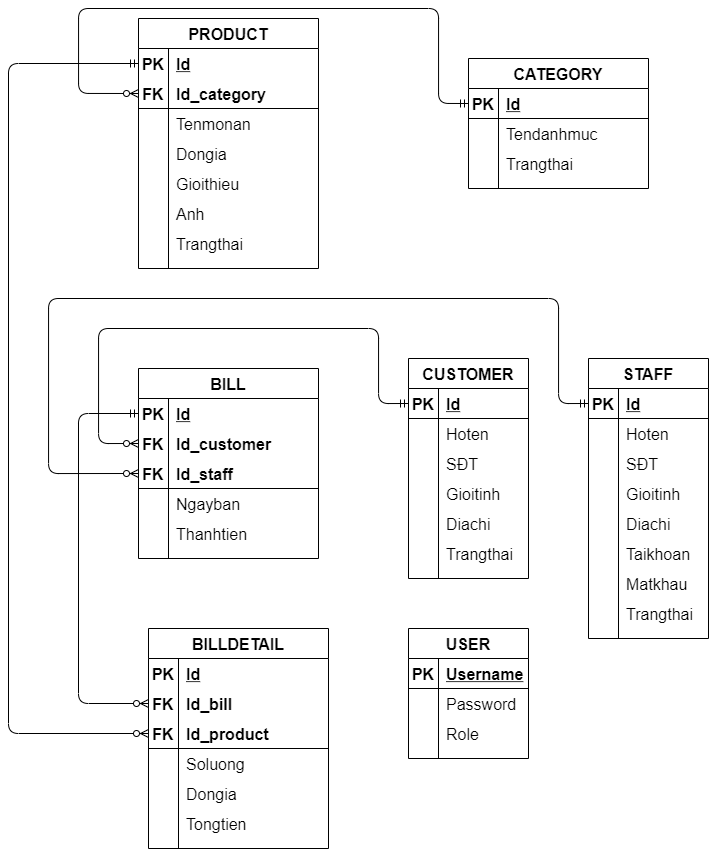 PRODUCT
PK Id
FK Id_category
Tenmonan
Dongia
Gioithieu
Anh
Trangthai
CATEGORY
PK Id
Tendanhmuc
Trangthai
BILL
PK Id
FK Id_customer
FK Id_staff
Ngayban
Thanhtien
CUSTOMER
PK Id
Hoten
SĐT
Gioitinh
Diachi
Trangthai
STAFF
PK Id
Hoten
SĐT
Gioitinh
Diachi
Taikhoan
Matkhau
Trangthai
BILLDETAIL
PK Id
FK Id_bill
FK Id_product
Soluong
Dongia
Tongtien
USER
PK Username
Password
Role